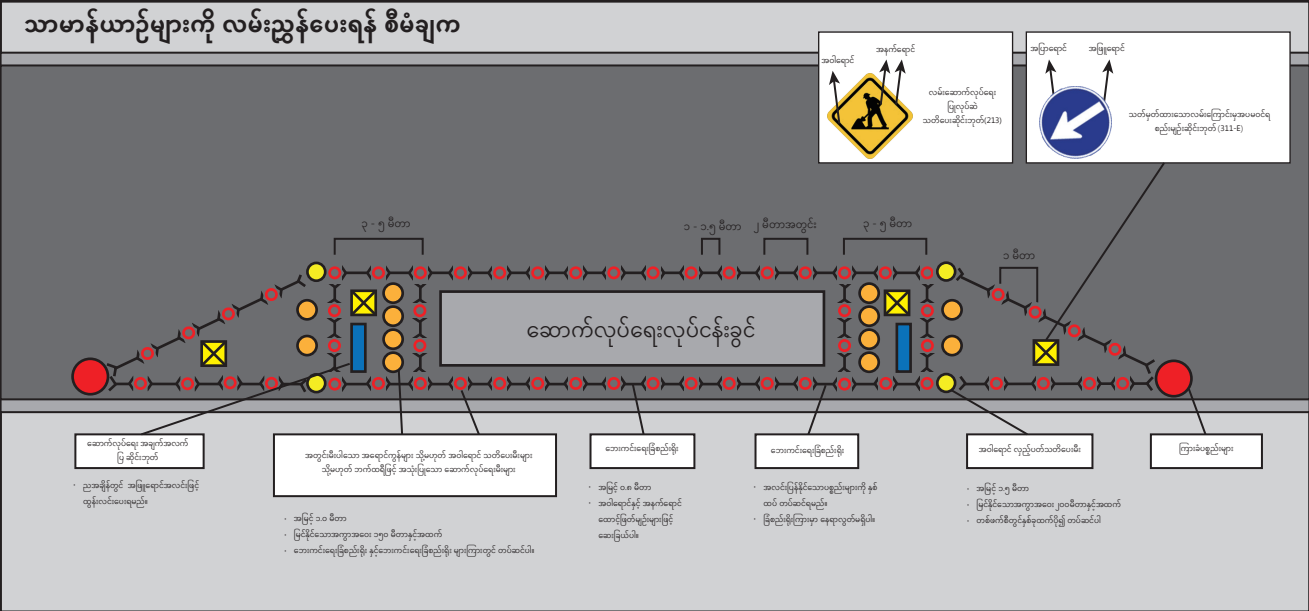 သာမာန်ယာဉ်များကို လမ်းညွှန်ပေးရန် စီမံချက
အဝါရောင်
အနက်ရောင်
လမ်းဆောက်လုပ်ရေး
ပြုလုပ်ဆဲ
သတိပေးဆိုင်းဘုတ်(213)
အပြာရောင်
အဖြူရောင်
သတ်မှတ်ထားသောလမ်းကြောင်းမှအပမဝင်ရ
စည်းမျဉ်းဆိုင်းဘုတ် (311-E)
၃ - ၅ မီတာ
၁ - ၁.၅ မီတာ
၂ မီတာအတွင်း
၃ - ၅ မီတာ
၁ မီတာ
ဆောက်လုပ်ရေးလုပ်ငန်းခွင်
ဆောက်လုပ်ရေး အချက်အလက်
ပြ ဆိုင်းဘုတ်
· ညအချိန်တွင် အဖြူရောင်အလင်းဖြင့်
ထွန်းလင်းပေးရမည်။
အတွင်းမီးပါသော အရောင်ကွန်များ သို့မဟုတ် အဝါရောင် သတိပေးမီးများ
သို့မဟုတ် ဘက်ထရီဖြင့် အသုံးပြုသော ဆောက်လုပ်ရေးမီးများ
· အမြင့် ၁.၀ မီတာ
· မြင်နိုင်သောအကွာအဝေး ၁၅၀ မီတာနှင့်အထက်
· ဘေးကင်းရေးခြံစည်းရိုး နှင့်ဘေးကင်းရေးခြံစည်းရိုး များကြားတွင် တပ်ဆင်ပါ။
ဘေးကင်းရေးခြံစည်းရိုး
· အမြင့် ၀.၈ မီတာ
· အဝါရောင်နှင့် အနက်ရောင်
ထောင့်ဖြတ်မျဉ်းများဖြင့်
ဆေးခြယ်ပါ။
ဘေးကင်းရေးခြံစည်းရိုး
· အလင်းပြန်နိုင်သောပစ္စည်းများကို နှစ်
ထပ် တပ်ဆင်ရမည်။
· ခြံစည်းရိုးကြားမှာ နေရာလွတ်မရှိပါ။
အဝါရောင် လှည့်ပတ်သတိပေးမီး
· အမြင့် ၁.၅ မီတာ
· မြင်နိုင်သောအကွာအဝေး ၂၀၀မီတာနှင့်အထက်
· တစ်ဖက်စီတွင်နှစ်ခုထက်ပို၍ တပ်ဆင်ပါ
ကြားခံပစ္စည်းများ